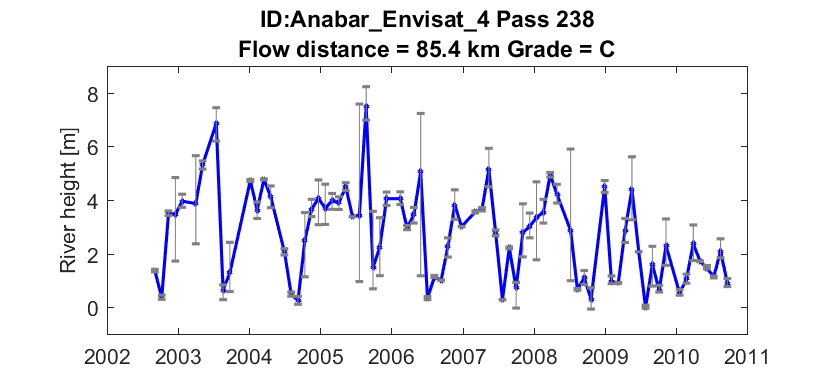 ID:Anabar_Envisat_4 Pass 238
Flow distance = 85.4 km Grade = C
River height [m]
8
6
4
2
0
2002 2003 2004 2005 2006 2007 2008 2009 2010 2011